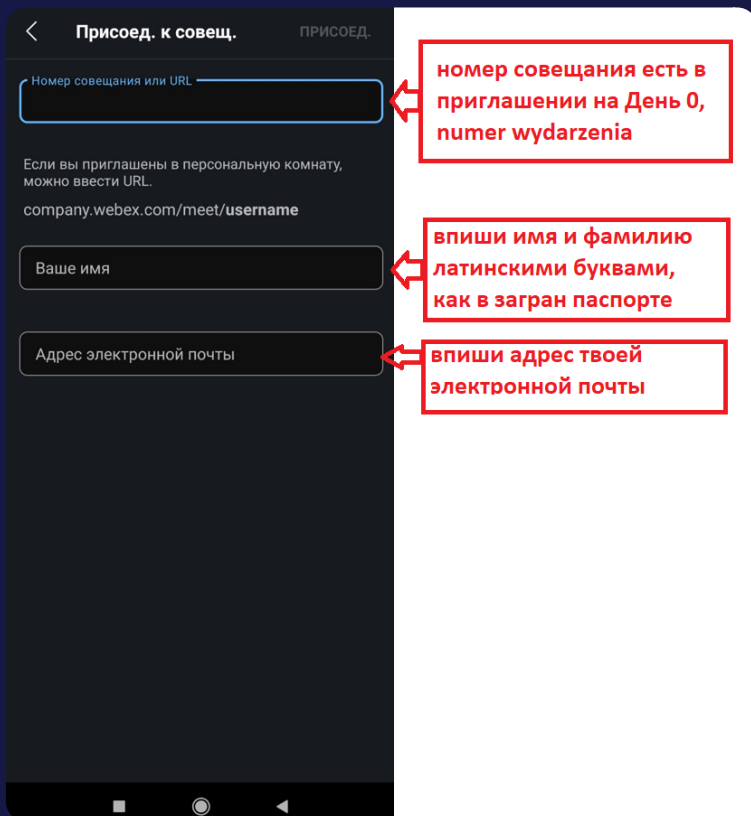 Присоед. к совещ.
ПРИСОЕД.
Номер совещания или URL
номер совещания есть в
приглашении на День 0,
numer wydarzenia
Если вы приглашены в персональную комнату,
можно ввести URL.
company.webex.com/meet/username
Ваше имя
впиши имя и фамилию
латинскими буквами,
как в загран паспорте
Адрес электронной почты
впиши адрес твоей
электронной почты